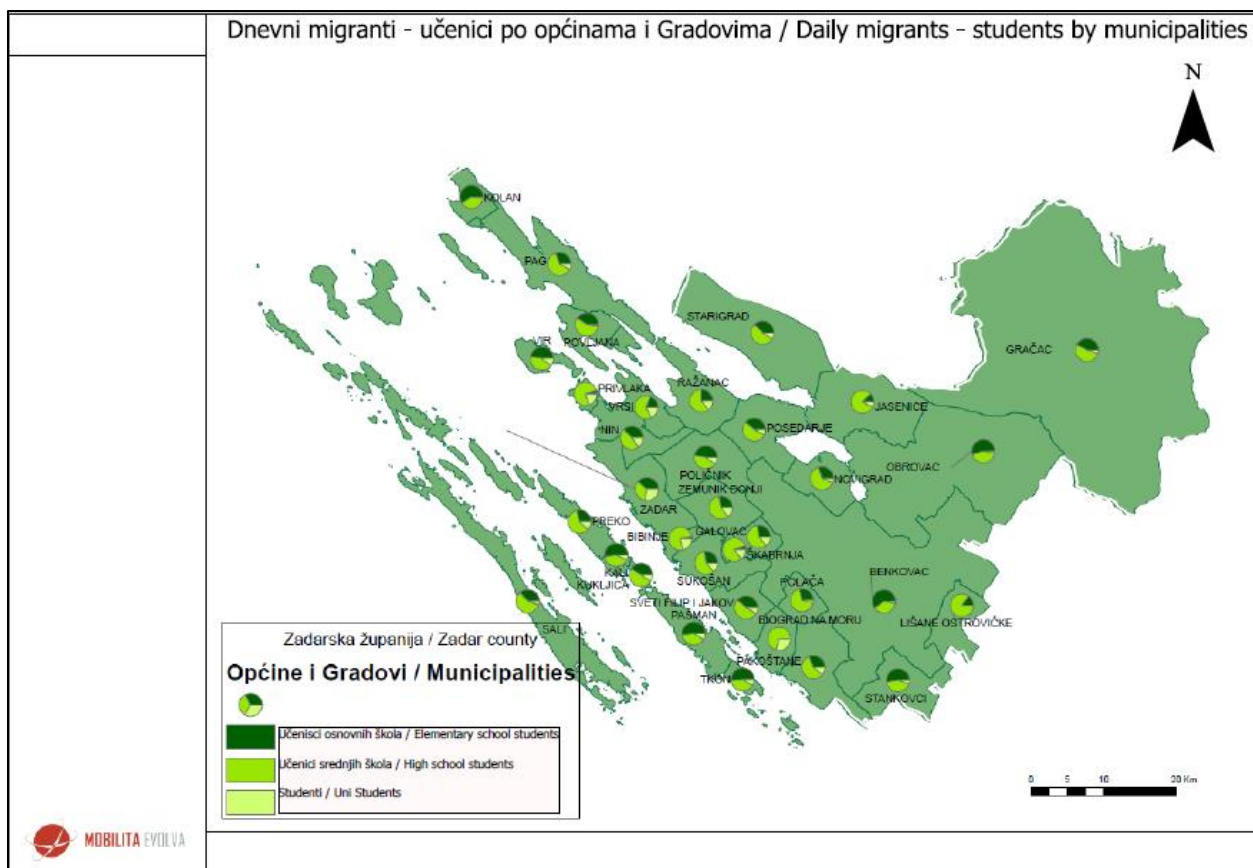 Dnevni migranti - učenici po općinama i Gradovima / Daily migrants - students by municipalities
N
KOLAN
PAG
STARIGRAD
GRAČAC
VIR
POVLJANA
PRIVLAKA
RAŽANAC
JASENICE
VRSI
NIN
POSEDARJE
OBROVAC
POLIČNIK
NOVIGRAD
ZEMUNIK DONJI
ZADAR
PREKO
BIBINJE
GALOVAC
ŠKABRNJA
KALI
SUKOŠAN
POLAČA
BENKOVAC
KUKLJICA
SVETI FILIP I JAKOV
PAŠMAN
BIOGRAD NA MORU
LIŠANE OSTROVIČKE
SALI
PAKOŠTANE
TKON
STANKOVCI
Zadarska županija / Zadar county
Općine i Gradovi / Municipalities
Učenisci osnovnih škola / Elementary school students
Učenici srednjih škola / High school students
Studenti / Uni Students
0 5 10 20 Km
MOBILITA EVOLVA